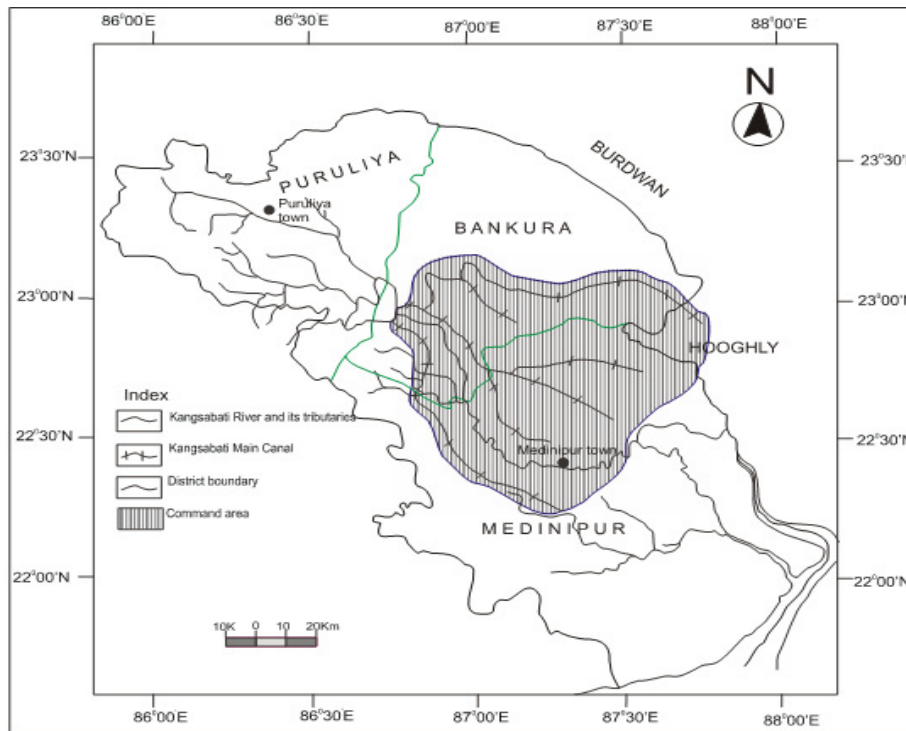 86°00'E 86°30'E 87°00'E 87°30'E 88°00'E
N
23°30'N
23°30'N
BURDWAN
PURULIYA
Puruliya
town
BANKURA
23°00'N
23°00'N
HOOGHLY
Index
Kangsabati River and its tributaries
Kangsabati Main Canal
District boundary
Command area
22°30'N
22°30'N
Medinipur town
MEDINIPUR
22°00'N
22°00'N
10K 0 10 20Km
86°00'E 86°30'E 87°00'E 87°30'E 88°00'E